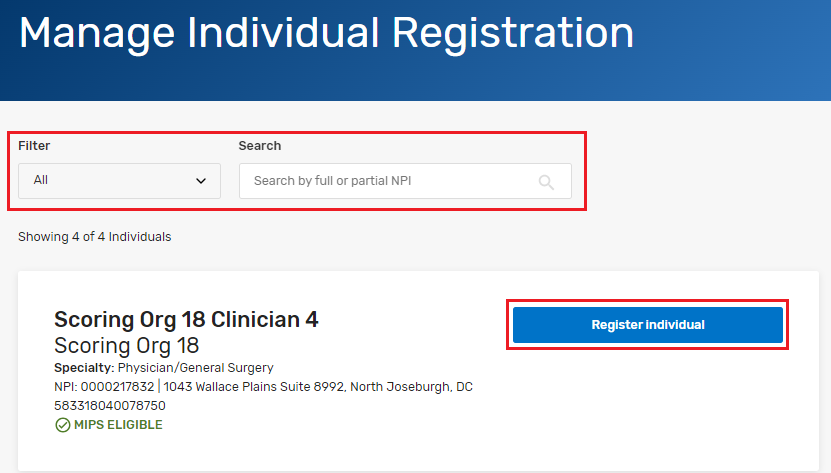 Manage Individual Registration
Filter
Search
All
Search by full or partial NPI
Showing 4 of 4 Individuals
Scoring Org 18 Clinician 4
Register Individual
Scoring Org 18
Specialty: Physician/General Surgery
NPI: 0000217832 | 1043 Wallace Plains Suite 8992, North Joseburgh, DC
583318040078750
MIPS ELIGIBLE